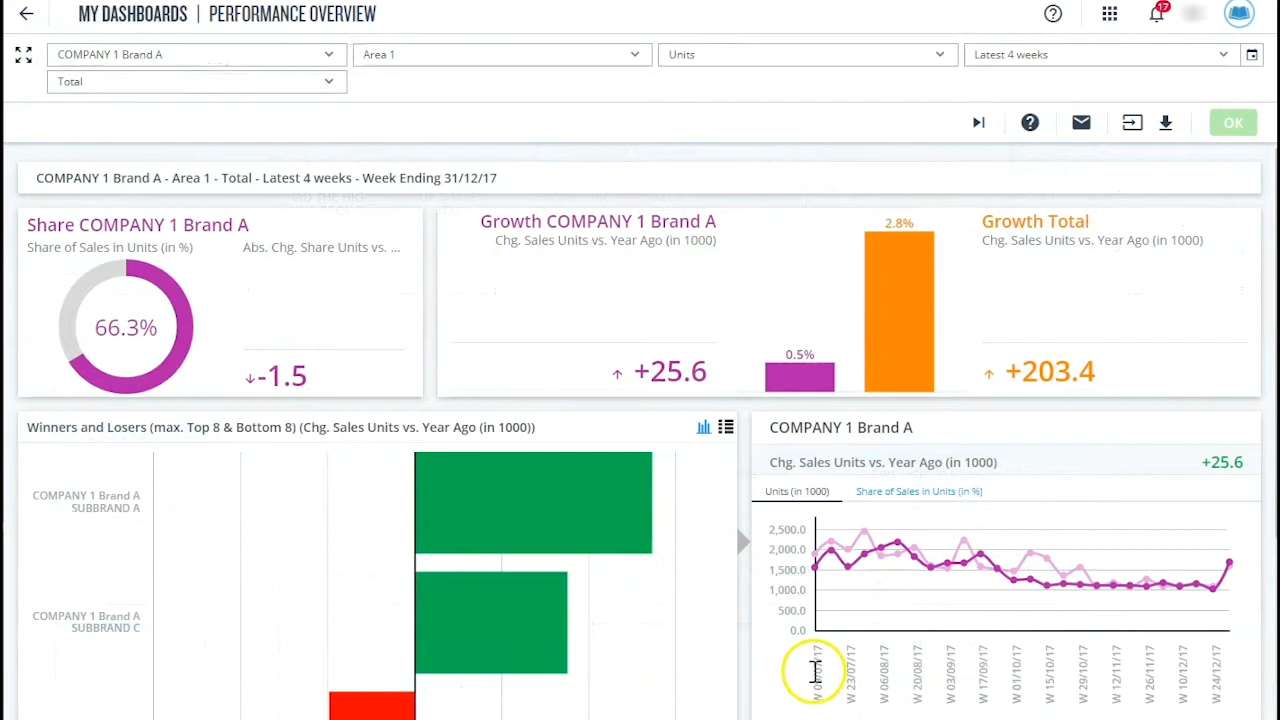 MY DASHBOARDS | PERFORMANCE OVERVIEW
17
COMPANY 1 Brand A
Area 1
Units
Latest 4 weeks
Total
OK
COMPANY 1 Brand A - Area 1 - Total - Latest 4 weeks - Week Ending 31/12/17
Share COMPANY 1 Brand A
Share of Sales in Units (in %)
Abs. Chg. Share Units vs. ...
66.3%
-1.5
Growth COMPANY 1 Brand A
Chg. Sales Units vs. Year Ago (in 1000)
+25.6
0.5%
2.8%
Growth Total
Chg. Sales Units vs. Year Ago (in 1000)
+203.4
Winners and Losers (max. Top 8 & Bottom 8) (Chg. Sales Units vs. Year Ago (in 1000))
COMPANY 1 Brand A
SUBBRAND A
COMPANY 1 Brand A
SUBBRAND C
COMPANY 1 Brand A
Chg. Sales Units vs. Year Ago (in 1000)
+25.6
Units (in 1000)
Share of Sales in Units (in %)
2,500.0
2,000.0
1,500.0
1,000.0
500.0
0.0
W 23/07/17
W 06/08/17
W 20/08/17
W 03/09/17
W 17/09/17
W 01/10/17
W 15/10/17
W 29/10/17
W 12/11/17
W 26/11/17
W 10/12/17
W 24/12/17